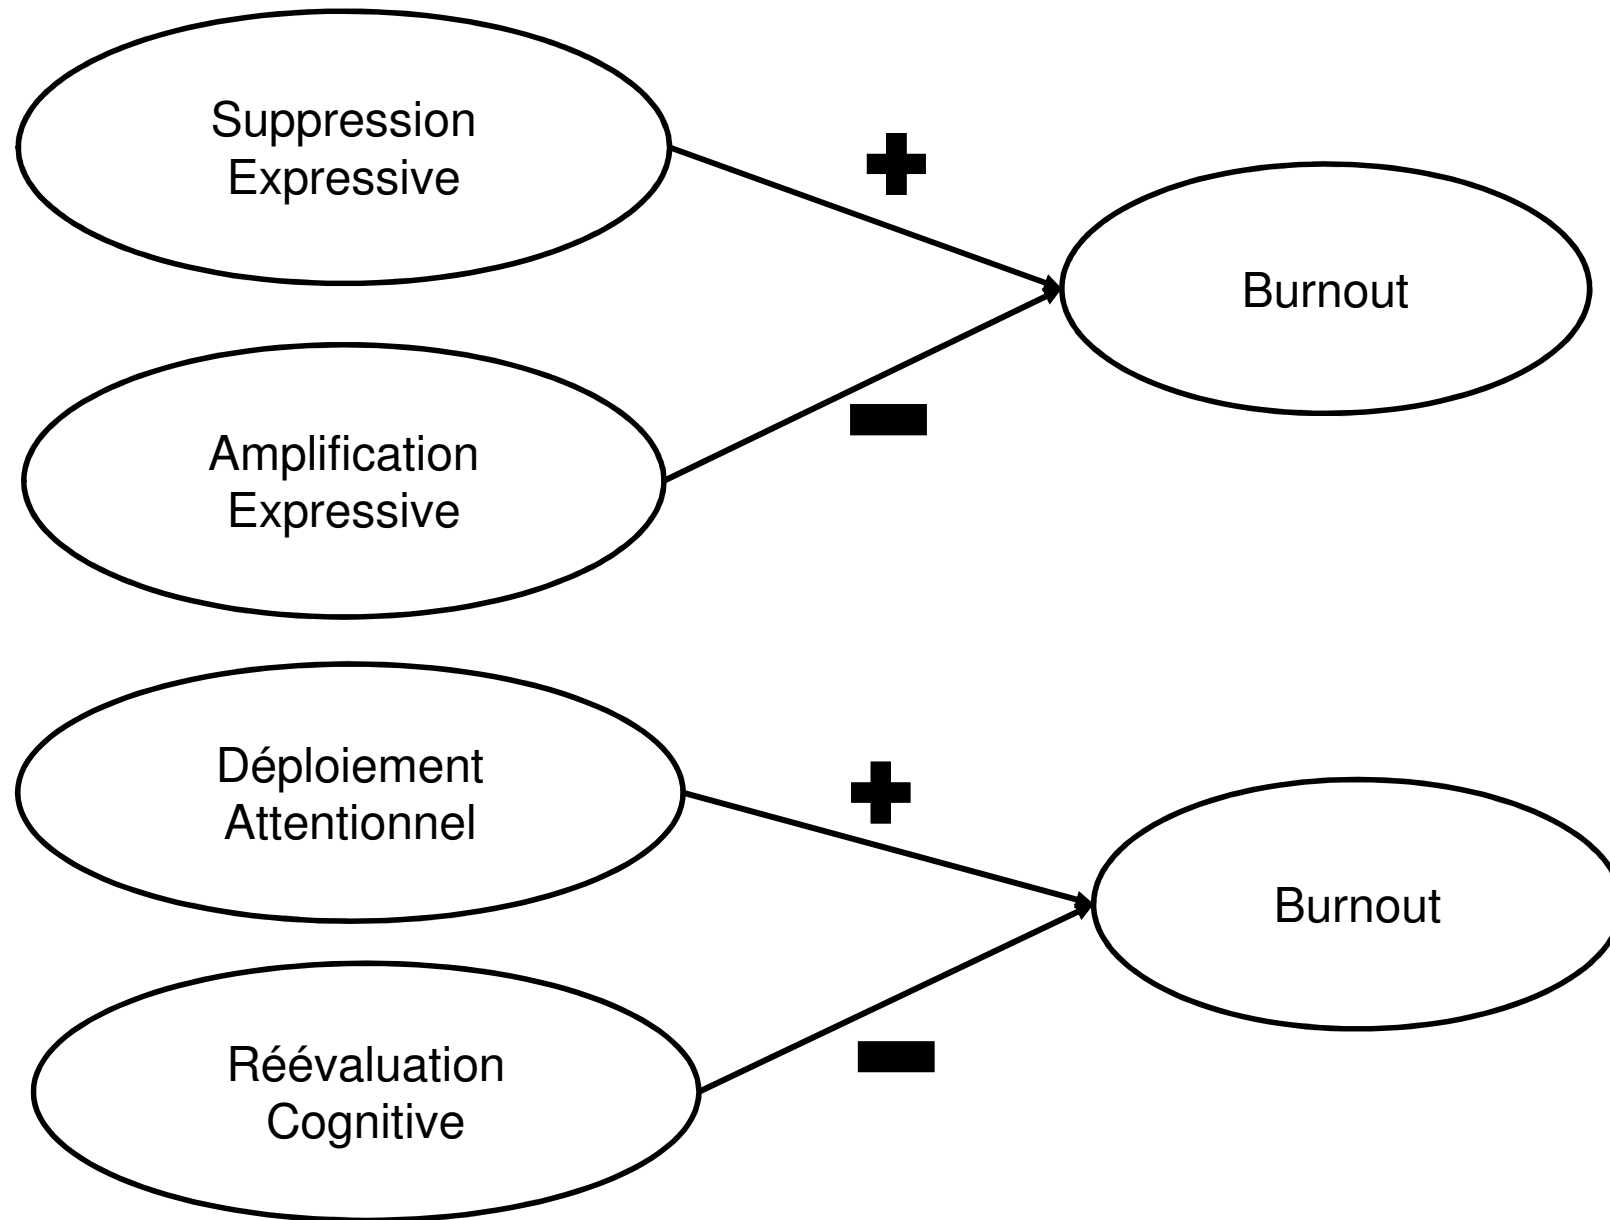 Suppression
Expressive
+
Burnout
Amplification
Expressive
-
Déploiement
Attentionnel
+
Burnout
Réévaluation
Cognitive
-